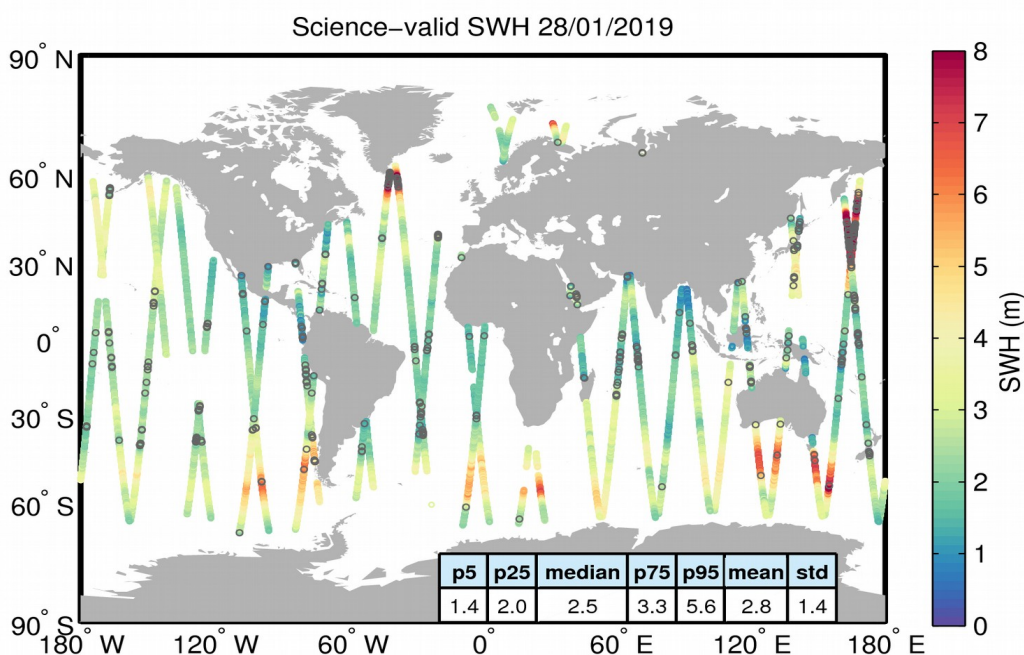 Science−valid SWH 28/01/2019
90° N
60° N
30° N
0°
30° S
60° S
90° S
180° W
120° W
60° W
0°
60° E
120° E
180° E
p5 p25 median p75 p95 mean std
1.4 2.0 2.5 3.3 5.6 2.8 1.4
8
7
6
5
4
3
2
1
0
SWH (m)